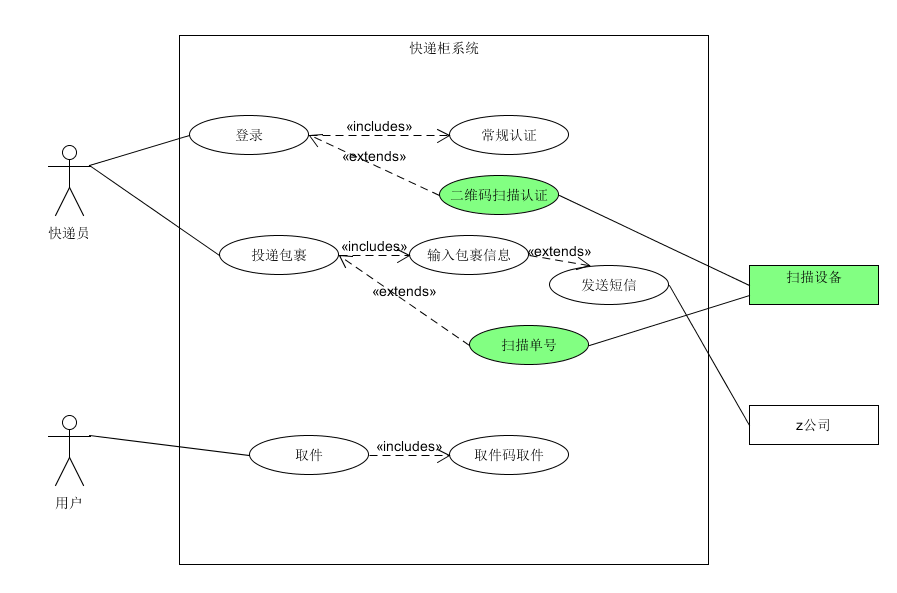 快递柜系统
登录
«includes»
常规认证
«extends»
二维码扫描认证
快递员
投递包裹
«includes»
输入包裹信息
«extends»
发送短信
扫描设备
«extends»
扫描单号
z公司
用户
取件
«includes»
取件码取件